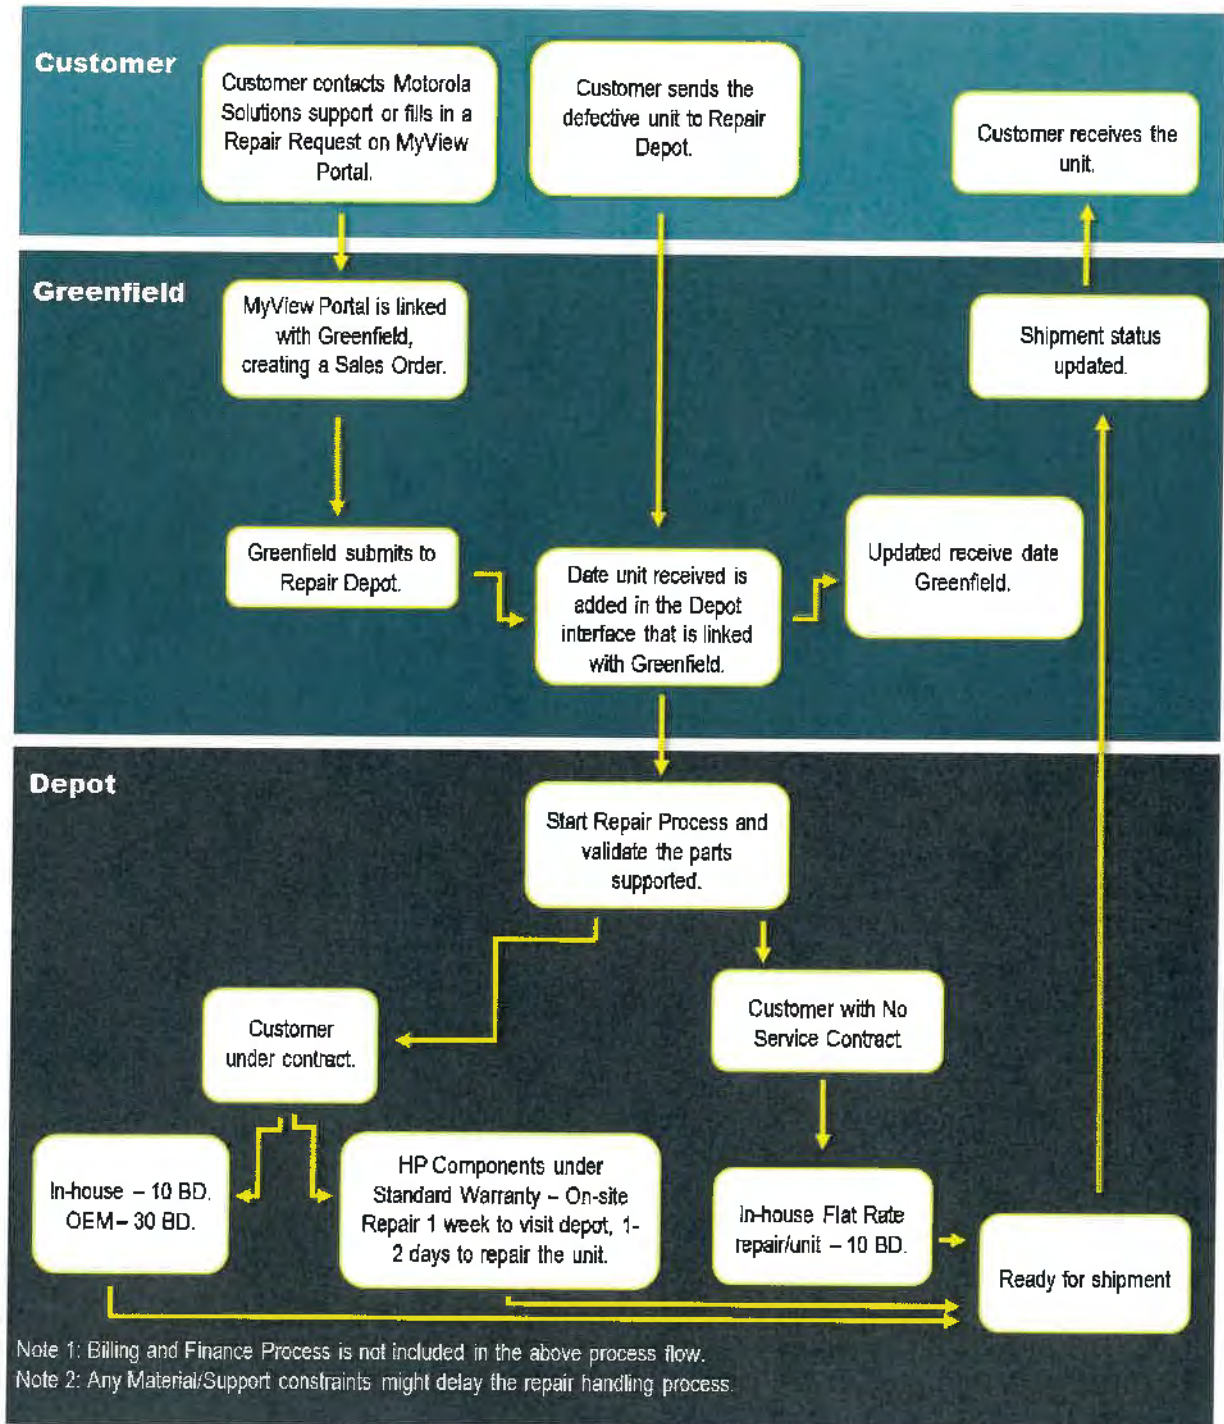 Customer
Customer contacts Motorola
Solutions support or fills in a
Repair Request on MyView
Portal.
Customer sends the
defective unit to Repair
Depot.
Customer receives the
unit.
Greenfield
MyView Portal is linked
with Greenfield,
creating a Sales Order.
Shipment status
updated.
Greenfield submits to
Repair Depot.
Date unit received is
added in the Depot
interface that is linked
with Greenfield.
Updated receive date
Greenfield.
Depot
Start Repair Process and
validate the parts
supported.
Customer
under contract.
Customer with No
Service Contract
In-house – 10 BD.
OEM – 30 BD.
HP Components under
Standard Warranty – On-site
Repair 1 week to visit depot, 1-
2 days to repair the unit.
In-house Flat Rate
repair/unit – 10 BD.
Ready for shipment
Note 1: Billing and Finance Process is not included in the above process flow.
Note 2: Any Material/Support constraints might delay the repair handling process.